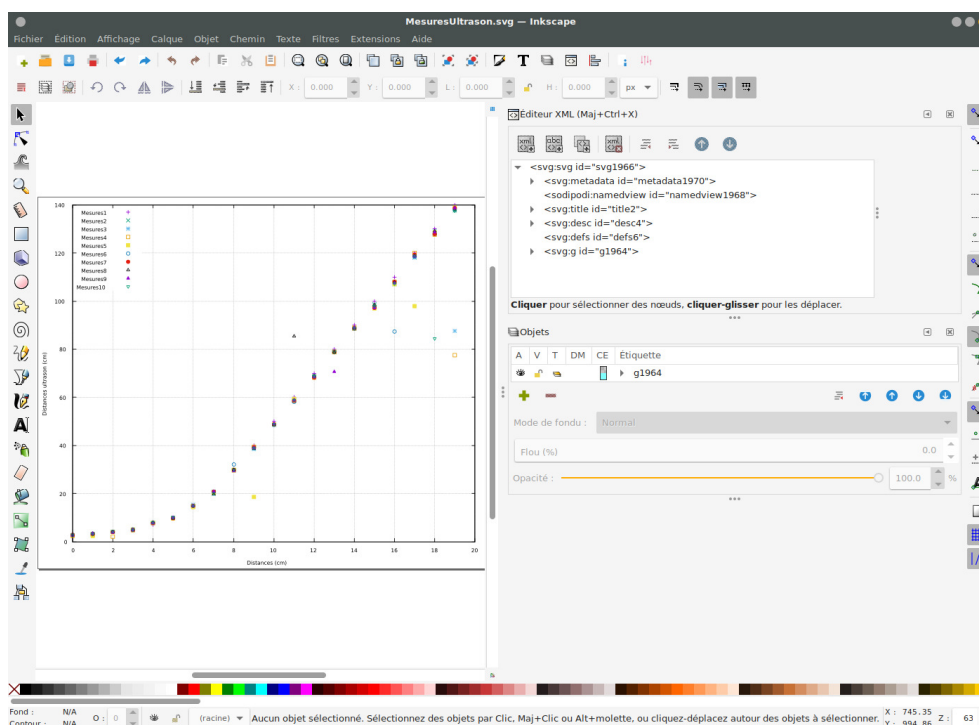 MesuresUltrason.svg — Inkscape
Fichier Édition Affichage Calque Objet Chemin Texte Filtres Extensions Aide
X : 0.000 Y : 0.000 L : 0.000 H : 0.000 px
Éditeur XML (Maj+Ctrl+X)
<svg:svg id="svg1966">
<svg:metadata id="metadata1970">
<sodipodi:namedview id="namedview1968">
<svg:title id="title2">
<svg:desc id="desc4">
<svg:defs id="defs6">
<svg:g id="g1964">
Cliquer pour sélectionner des nœuds, cliquer-glisser pour les déplacer.
Objets
A V T DM CE Étiquette
g1964
Mode de fondu : Normal
Flou (%) 0.0
Opacité : 100.0 %
140
120
100
80
60
40
20
0
Distances ultrason (cm)
Mesures1
Mesures2
Mesures3
Mesures4
Mesures5
Mesures6
Mesures7
Mesures8
Mesures9
Mesures10
0 2 4 6 8 10 12 14 16 18 20
Distances (cm)
Fond : N/A
Contour : N/A
O : 0
(racine)
Aucun objet sélectionné. Sélectionnez des objets par Clic, Maj+Clic ou Alt+molette, ou cliquez-déplacez autour des objets à sélectionner.
X : 745.35
Y : 994.86
Z :